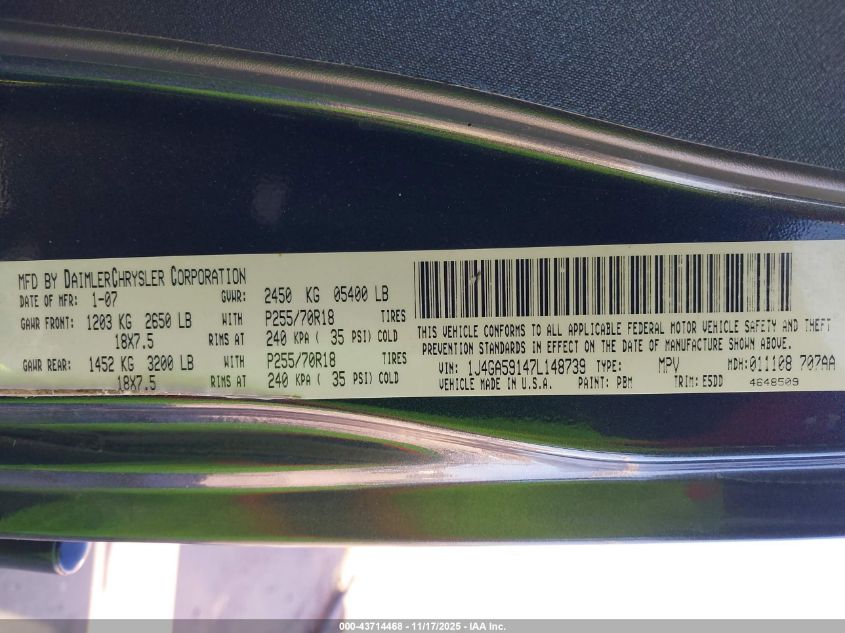 MFD BY DAIMLERCHRYSLER CORPORATION
DATE OF MFR: 1-07 GVWR: 2450 KG 05400 LB
GAWR FRONT: 1203 KG 2650 LB WITH P255/70R18 TIRES
18X7.5 RIMS AT 240 KPA ( 35 PSI) COLD
GAWR REAR: 1452 KG 3200 LB WITH P255/70R18 TIRES
18X7.5 RIMS AT 240 KPA ( 35 PSI) COLD
THIS VEHICLE CONFORMS TO ALL APPLICABLE FEDERAL MOTOR VEHICLE SAFETY AND THEFT
PREVENTION STANDARDS IN EFFECT ON THE DATE OF MANUFACTURE SHOWN ABOVE.
VIN: 1J4GA59147L148739 TYPE: MPV MDH:011108 707AA
VEHICLE MADE IN U.S.A. PAINT: PBM TRIM: E5DD 4648509
000-43714468 - 11/17/2025 - IAA Inc.